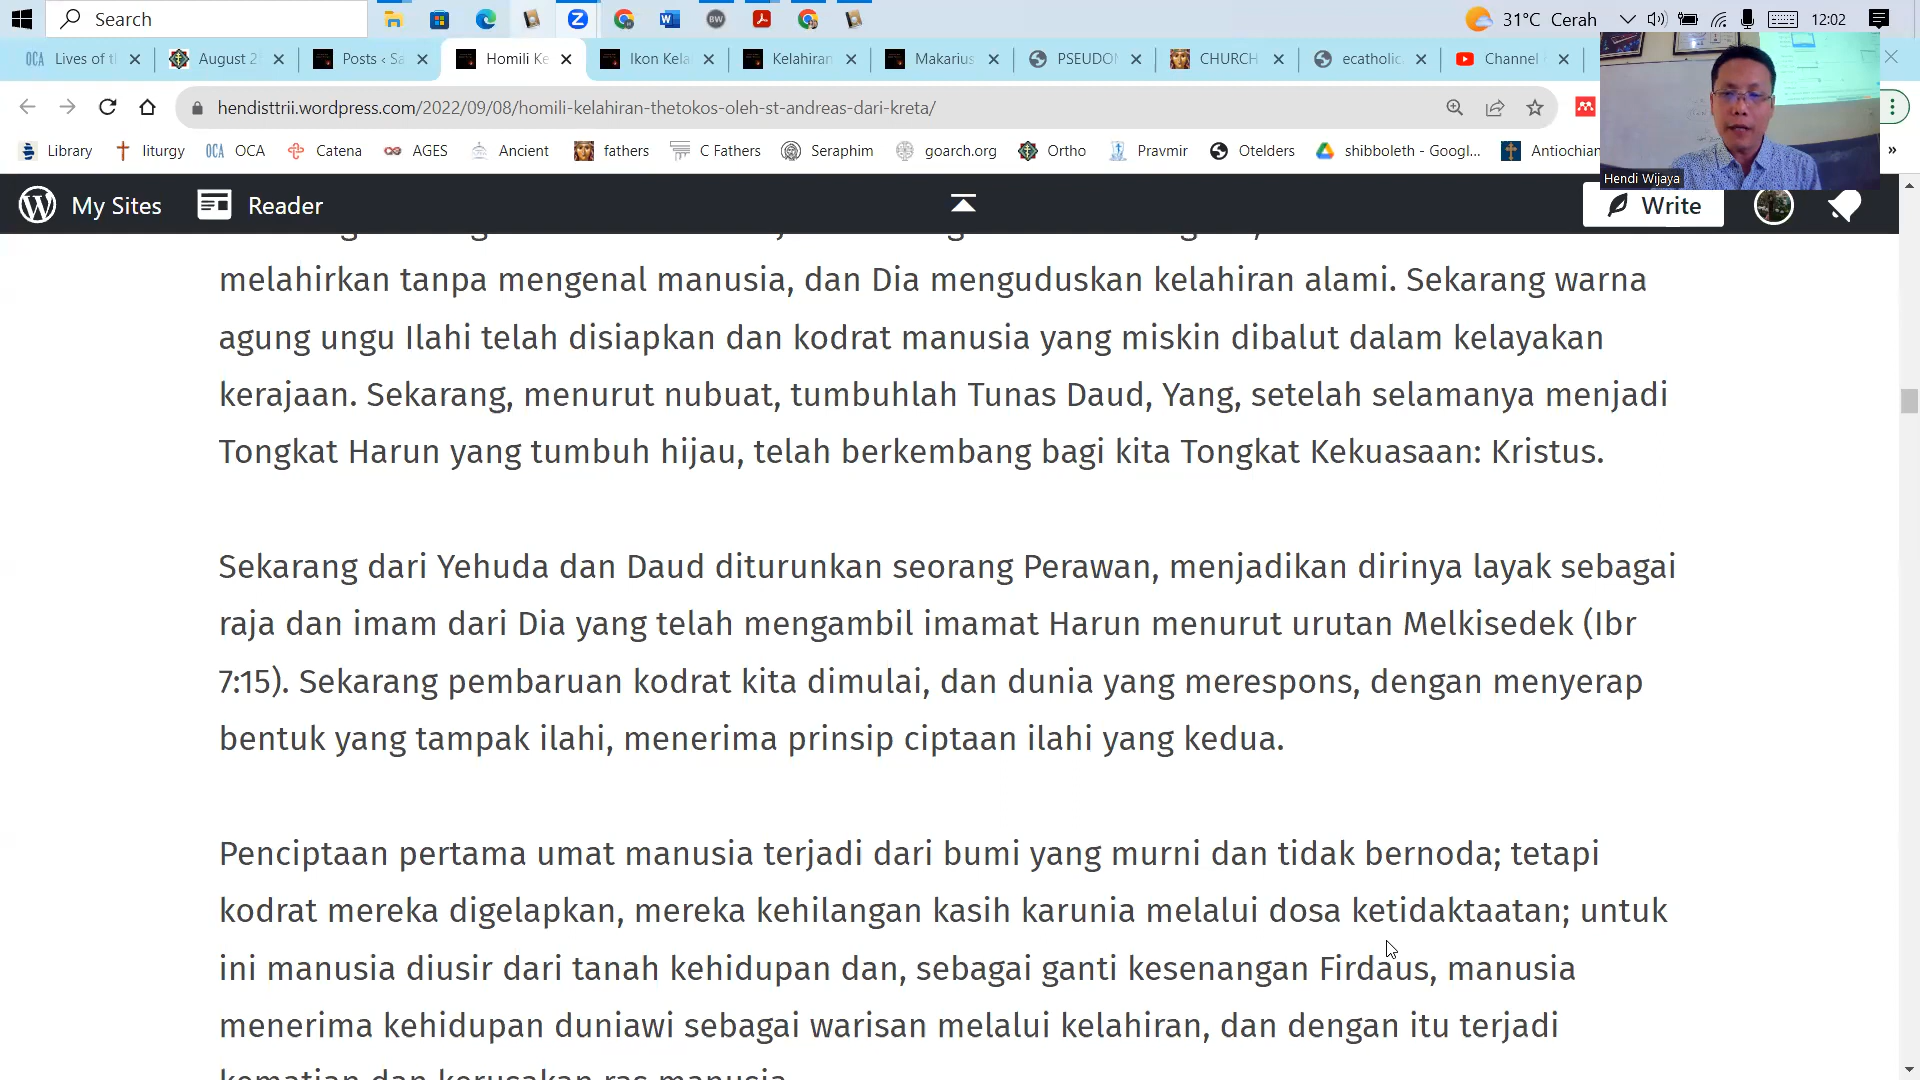 Search
31°C Cerah
12:02
Lives of t
August 2
Posts ‹ Sa
Homili Ke
Ikon Kela
Kelahiran
Makarius
PSEUDO
CHURCH
ecatholic
Channel
hendisttrii.wordpress.com/2022/09/08/homili-kelahiran-thetokos-oleh-st-andreas-dari-kreta/
Library
liturgy
OCA
Catena
AGES
Ancient
fathers
C Fathers
Seraphim
goarch.org
Ortho
Pravmir
Otelders
shibboleth - Googl...
Antiochian
»
Hendi Wijaya
My Sites
Reader
Write
melahirkan tanpa mengenal manusia, dan Dia menguduskan kelahiran alami. Sekarang warna
agung ungu Ilahi telah disiapkan dan kodrat manusia yang miskin dibalut dalam kelayakan
kerajaan. Sekarang, menurut nubuat, tumbuhlah Tunas Daud, Yang, setelah selamanya menjadi
Tongkat Harun yang tumbuh hijau, telah berkembang bagi kita Tongkat Kekuasaan: Kristus.
Sekarang dari Yehuda dan Daud diturunkan seorang Perawan, menjadikan dirinya layak sebagai
raja dan imam dari Dia yang telah mengambil imamat Harun menurut urutan Melkisedek (Ibr
7:15). Sekarang pembaruan kodrat kita dimulai, dan dunia yang merespons, dengan menyerap
bentuk yang tampak ilahi, menerima prinsip ciptaan ilahi yang kedua.
Penciptaan pertama umat manusia terjadi dari bumi yang murni dan tidak bernoda; tetapi
kodrat mereka digelapkan, mereka kehilangan kasih karunia melalui dosa ketidaktaatan; untuk
ini manusia diusir dari tanah kehidupan dan, sebagai ganti kesenangan Firdaus, manusia
menerima kehidupan duniawi sebagai warisan melalui kelahiran, dan dengan itu terjadi
kematian dan kerusakan ras manusia.